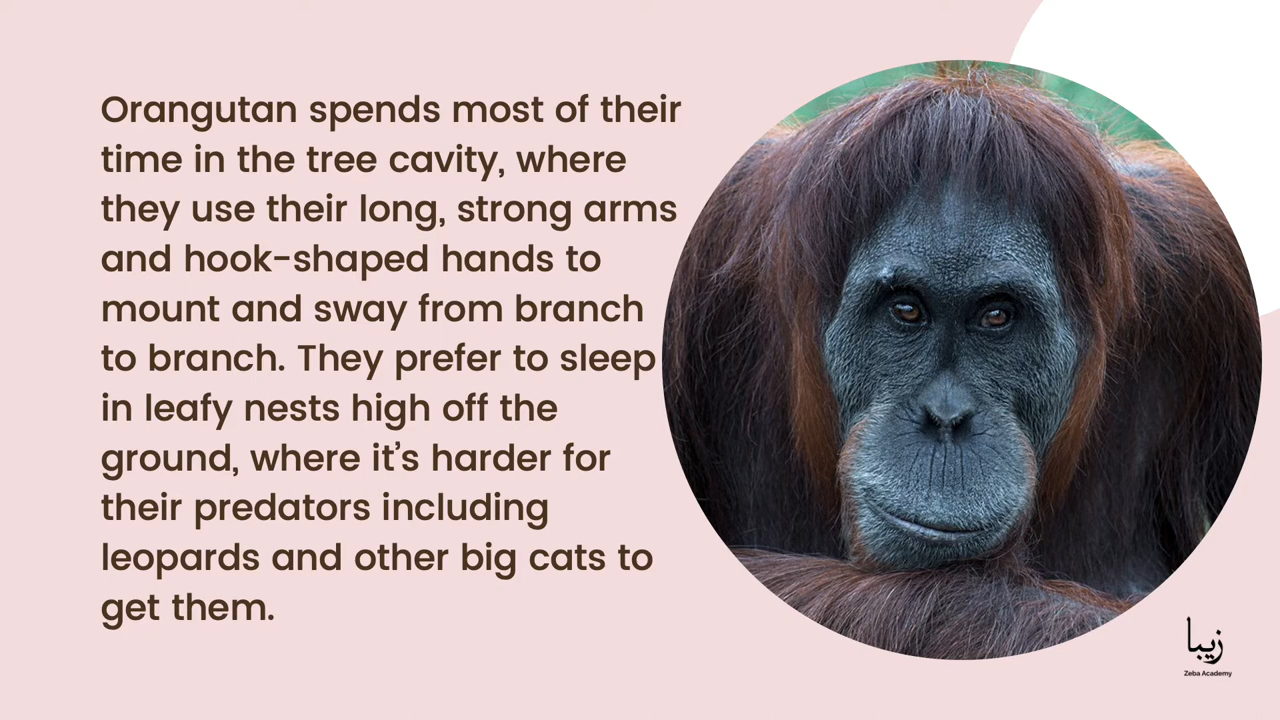 Orangutan spends most of their
time in the tree cavity, where
they use their long, strong arms
and hook-shaped hands to
mount and sway from branch
to branch. They prefer to sleep
in leafy nests high off the
ground, where it’s harder for
their predators including
leopards and other big cats to
get them.
زیبا
Zeba Academy